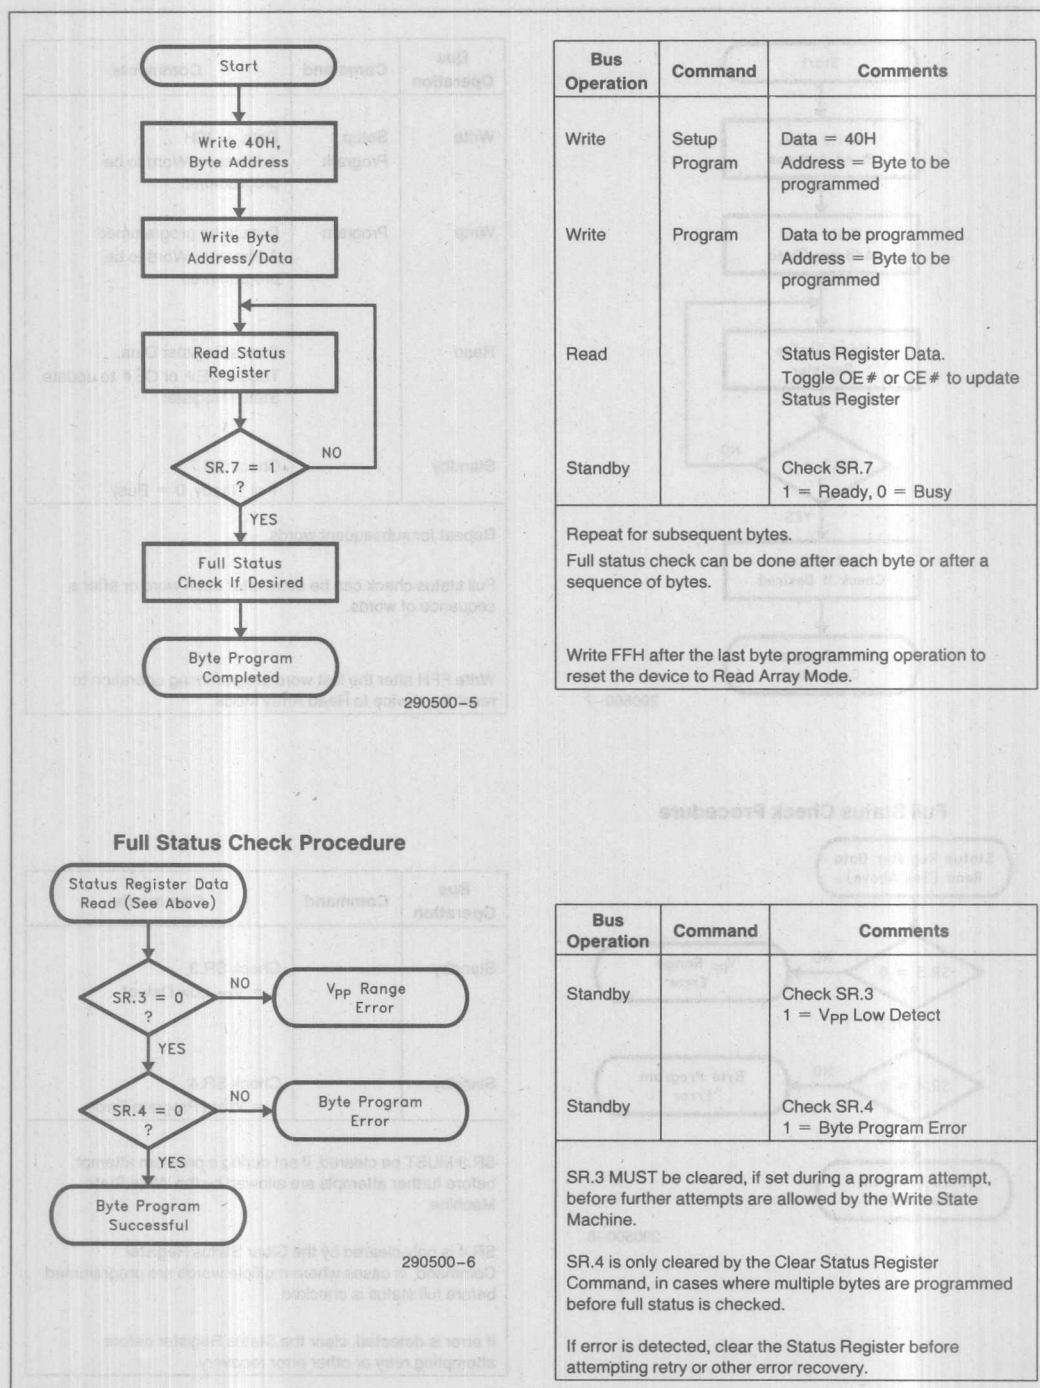 Start
Write 40H,
Byte Address
Write Byte
Address/Data
Read Status
Register
SR.7 = 1
?
NO
YES
Full Status
Check If Desired
Byte Program
Completed
290500-5
Bus
Operation
Command
Comments
Write
Setup
Program
Data = 40H
Address = Byte to be
programmed
Write
Program
Data to be programmed
Address = Byte to be
programmed
Read
Status Register Data.
Toggle OE# or CE# to update
Status Register
Standby
Check SR.7
1 = Ready, 0 = Busy
Repeat for subsequent bytes.
Full status check can be done after each byte or after a
sequence of bytes.
Write FFH after the last byte programming operation to
reset the device to Read Array Mode.
Full Status Check Procedure
Status Register Data
Read (See Above)
SR.3 = 0
?
NO
VPP Range
Error
YES
SR.4 = 0
?
NO
Byte Program
Error
YES
Byte Program
Successful
290500-6
Bus
Operation
Command
Comments
Standby
Check SR.3
1 = VPP Low Detect
Standby
Check SR.4
1 = Byte Program Error
SR.3 MUST be cleared, if set during a program attempt,
before further attempts are allowed by the Write State
Machine.
SR.4 is only cleared by the Clear Status Register
Command, in cases where multiple bytes are programmed
before full status is checked.
If error is detected, clear the Status Register before
attempting retry or other error recovery.